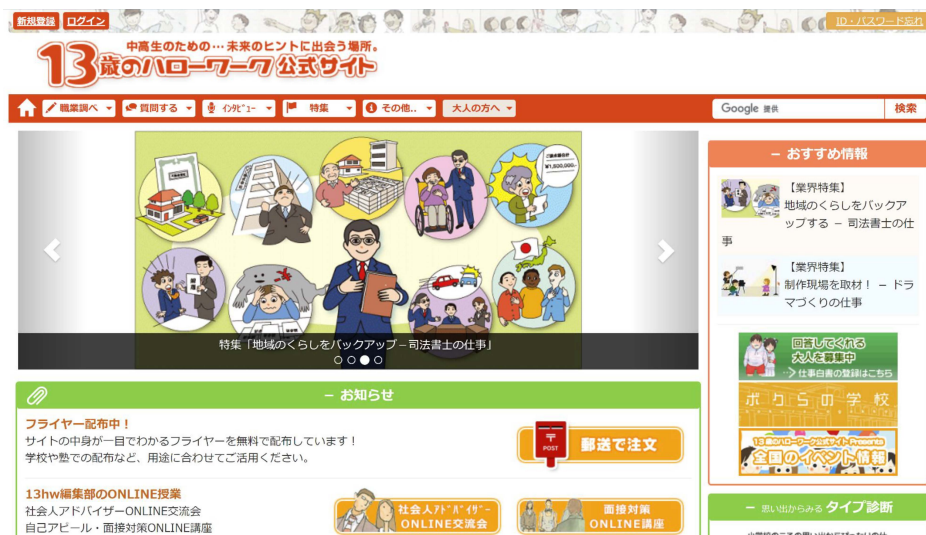 新規登録 ログイン
ID・パスワード忘れ
中高生のための…未来のヒントに出会う場所。
13歳のハローワーク 公式サイト
職業調べ 質問する ｲﾝﾀﾋﾞｭｰ 特集 その他.. 大人の方へ
Google 提供 検索
¥1,500,000.-
特集「地域のくらしをバックアップ – 司法書士の仕事」
– お知らせ
フライヤー配布中！
サイトの中身が一目でわかるフライヤーを無料で配布しています！
学校や塾での配布など、用途に合わせてご活用ください。
〒
POST
郵送で注文
13hw編集部のONLINE授業
社会人アドバイザーONLINE交流会
自己アピール・面接対策ONLINE講座
社会人ｱﾄﾞﾊﾞｲｻﾞｰ
ONLINE交流会
面接対策
ONLINE講座
– おすすめ情報
【業界特集】
地域のくらしをバックア
ップする – 司法書士の仕
事
【業界特集】
制作現場を取材！ – ドラ
マづくりの仕事
回答してくれる
大人を募集中
仕事白書の登録はこちら
ボクらの学校
13歳のハローワーク公式サイト Presents
全国のイベント情報
– 思い出からみる タイプ診断